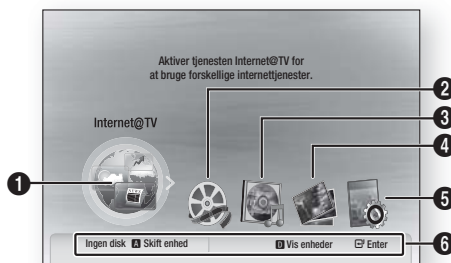 Aktiver tjenesten Internet@TV for
at bruge forskellige internettjenester.
Internet@TV
1
2
3
4
5
6
Ingen disk A Skift enhed D Vis enheder Enter